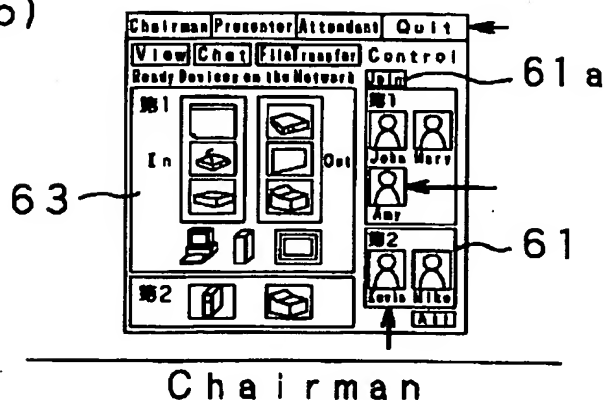 b)
Chairman Presenter Attendant Quit
View Chat FileTransfer Control
Ready Devices on the Network Join 61a
第1 第1
In Out John Mary
63
Amy
61
第2 第2
Kevin Mike
All
Chairman